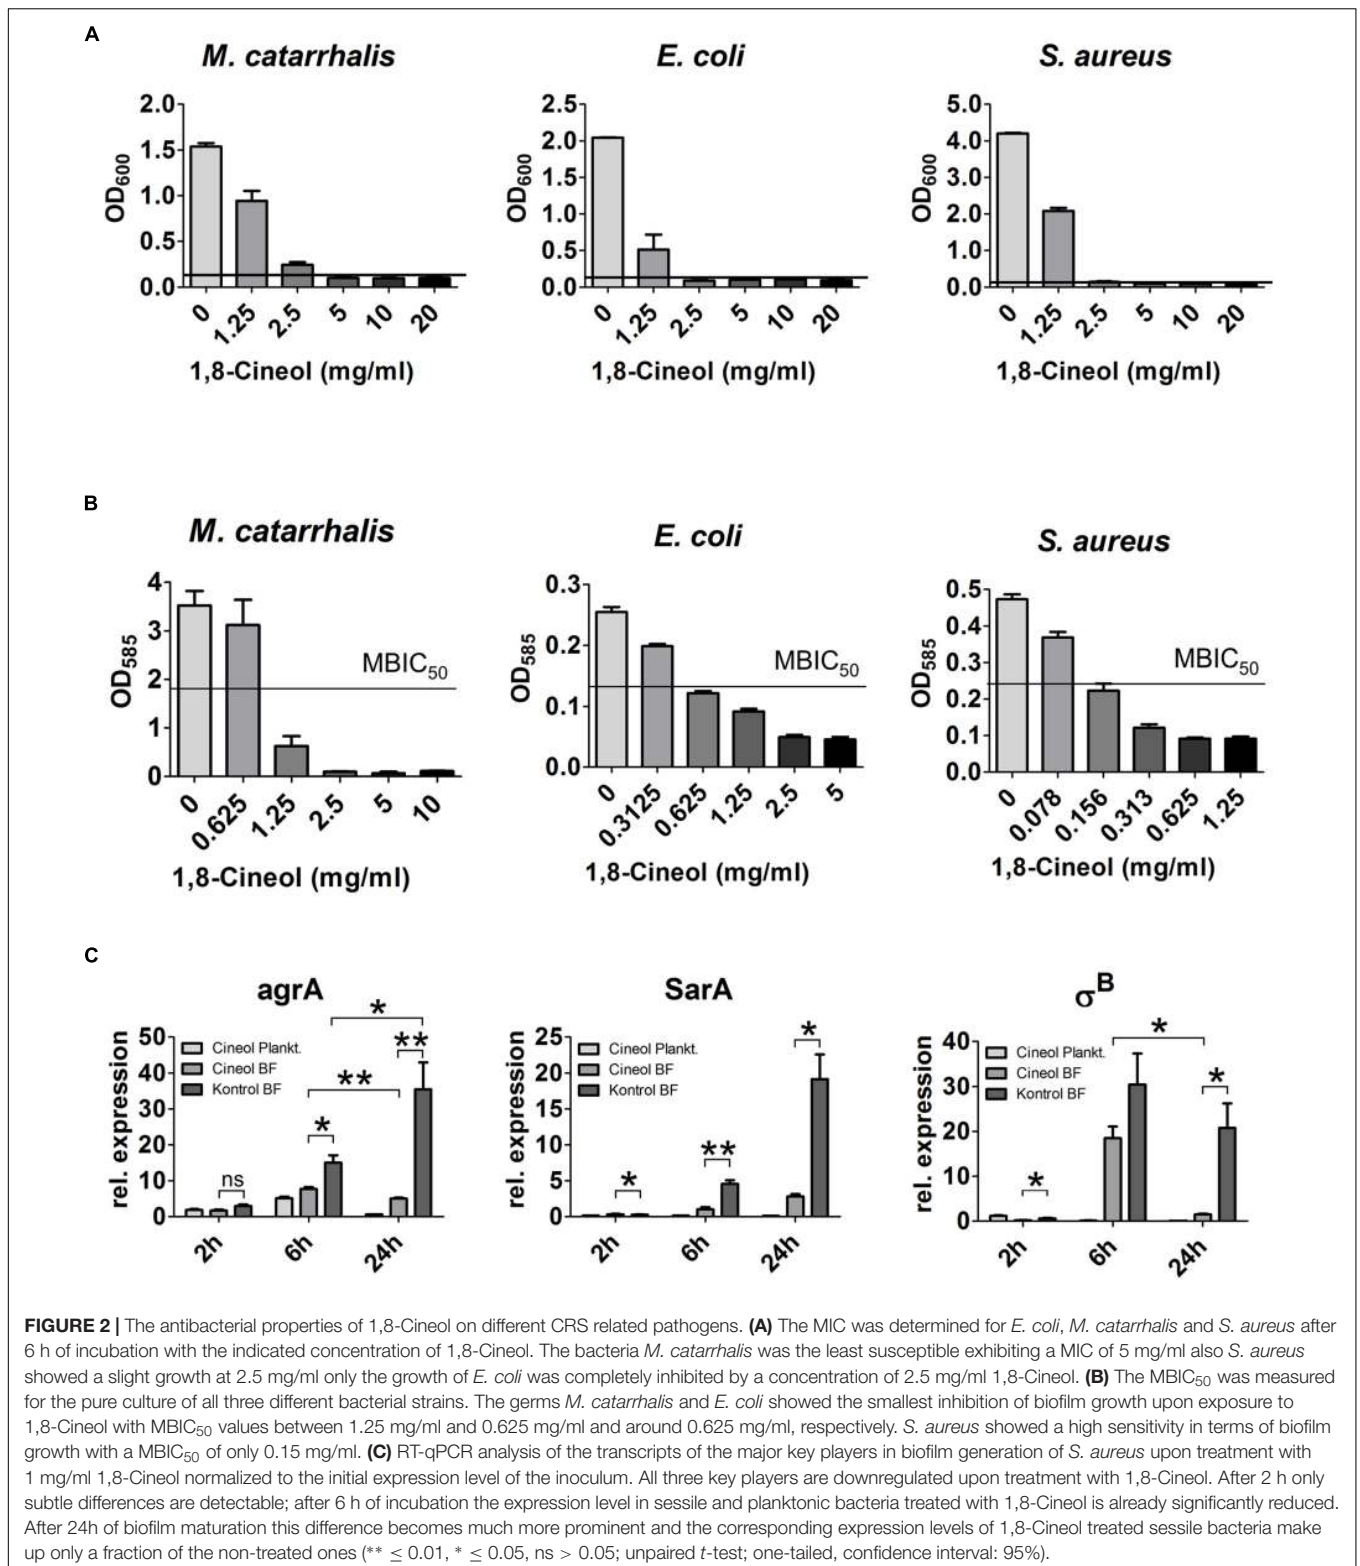 A
M. catarrhalis
E. coli
S. aureus
2.0
1.5
1.0
0.5
0.0
OD600
0
1.25
2.5
5
10
20
1,8-Cineol (mg/ml)
2.5
2.0
1.5
1.0
0.5
0.0
OD600
0
1.25
2.5
5
10
20
1,8-Cineol (mg/ml)
5.0
4.0
3.0
2.0
1.0
0.0
OD600
0
1.25
2.5
5
10
20
1,8-Cineol (mg/ml)
B
M. catarrhalis
E. coli
S. aureus
4
3
2
1
0
OD585
MBIC50
0
0.625
1.25
2.5
5
10
1,8-Cineol (mg/ml)
0.3
0.2
0.1
0.0
OD585
MBIC50
0
0.3125
0.625
1.25
2.5
5
1,8-Cineol (mg/ml)
0.5
0.4
0.3
0.2
0.1
0.0
OD585
MBIC50
0
0.078
0.156
0.313
0.625
1.25
1,8-Cineol (mg/ml)
C
agrA
SarA
σB
50
40
30
20
10
0
rel. expression
Cineol Plankt.
Cineol BF
Kontrol BF
ns
*
**
**
*
2h
6h
24h
25
20
15
10
5
0
rel. expression
Cineol Plankt.
Cineol BF
Kontrol BF
*
**
*
2h
6h
24h
40
30
20
10
0
rel. expression
Cineol Plankt.
Cineol BF
Kontrol BF
*
*
*
2h
6h
24h
FIGURE 2 | The antibacterial properties of 1,8-Cineol on different CRS related pathogens. (A) The MIC was determined for E. coli, M. catarrhalis and S. aureus after
6 h of incubation with the indicated concentration of 1,8-Cineol. The bacteria M. catarrhalis was the least susceptible exhibiting a MIC of 5 mg/ml also S. aureus
showed a slight growth at 2.5 mg/ml only the growth of E. coli was completely inhibited by a concentration of 2.5 mg/ml 1,8-Cineol. (B) The MBIC50 was measured
for the pure culture of all three different bacterial strains. The germs M. catarrhalis and E. coli showed the smallest inhibition of biofilm growth upon exposure to
1,8-Cineol with MBIC50 values between 1.25 mg/ml and 0.625 mg/ml and around 0.625 mg/ml, respectively. S. aureus showed a high sensitivity in terms of biofilm
growth with a MBIC50 of only 0.15 mg/ml. (C) RT-qPCR analysis of the transcripts of the major key players in biofilm generation of S. aureus upon treatment with
1 mg/ml 1,8-Cineol normalized to the initial expression level of the inoculum. All three key players are downregulated upon treatment with 1,8-Cineol. After 2 h only
subtle differences are detectable; after 6 h of incubation the expression level in sessile and planktonic bacteria treated with 1,8-Cineol is already significantly reduced.
After 24h of biofilm maturation this difference becomes much more prominent and the corresponding expression levels of 1,8-Cineol treated sessile bacteria make
up only a fraction of the non-treated ones (** ≤ 0.01, * ≤ 0.05, ns > 0.05; unpaired t-test; one-tailed, confidence interval: 95%).